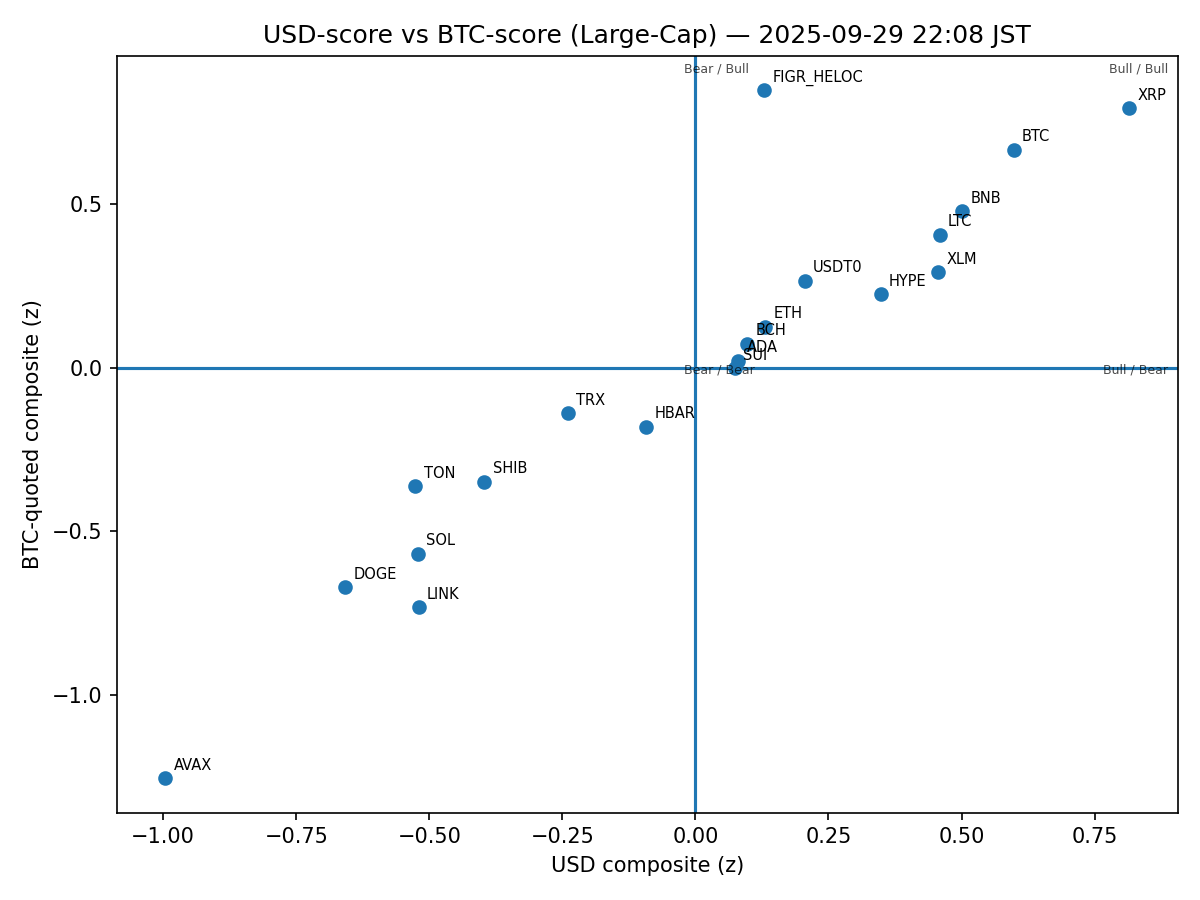 USD-score vs BTC-score (Large-Cap) — 2025-09-29 22:08 JST
Bear / Bull
Bull / Bull
FIGR_HELOC
XRP
BTC
BNB
LTC
XLM
USDT0
HYPE
ETH
BCH
ADA
SUI
Bear / Bear
Bull / Bear
TRX
HBAR
TON
SHIB
SOL
DOGE
LINK
AVAX
0.5
0.0
−0.5
−1.0
BTC-quoted composite (z)
−1.00
−0.75
−0.50
−0.25
0.00
0.25
0.50
0.75
USD composite (z)